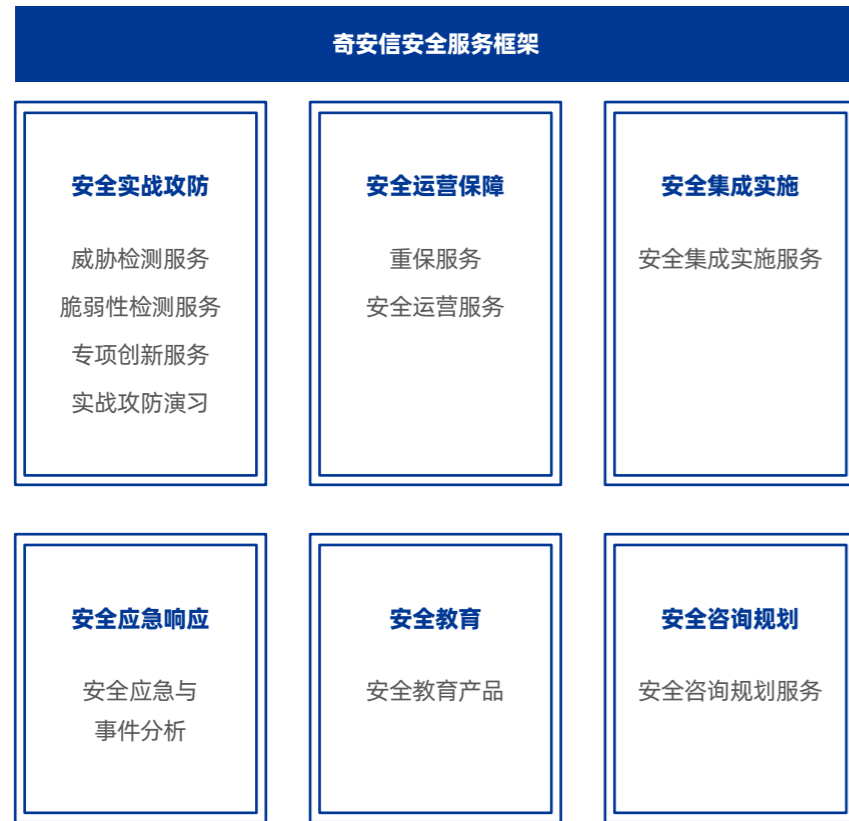 奇安信安全服务框架
安全实战攻防
威胁检测服务
脆弱性检测服务
专项创新服务
实战攻防演习
安全运营保障
重保服务
安全运营服务
安全集成实施
安全集成实施服务
安全应急响应
安全应急与
事件分析
安全教育
安全教育产品
安全咨询规划
安全咨询规划服务